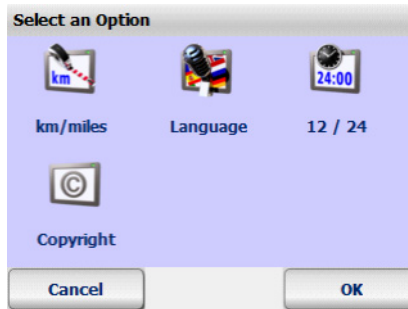 Select an Option
km
24:00
km/miles Language 12 / 24
©
Copyright
Cancel OK